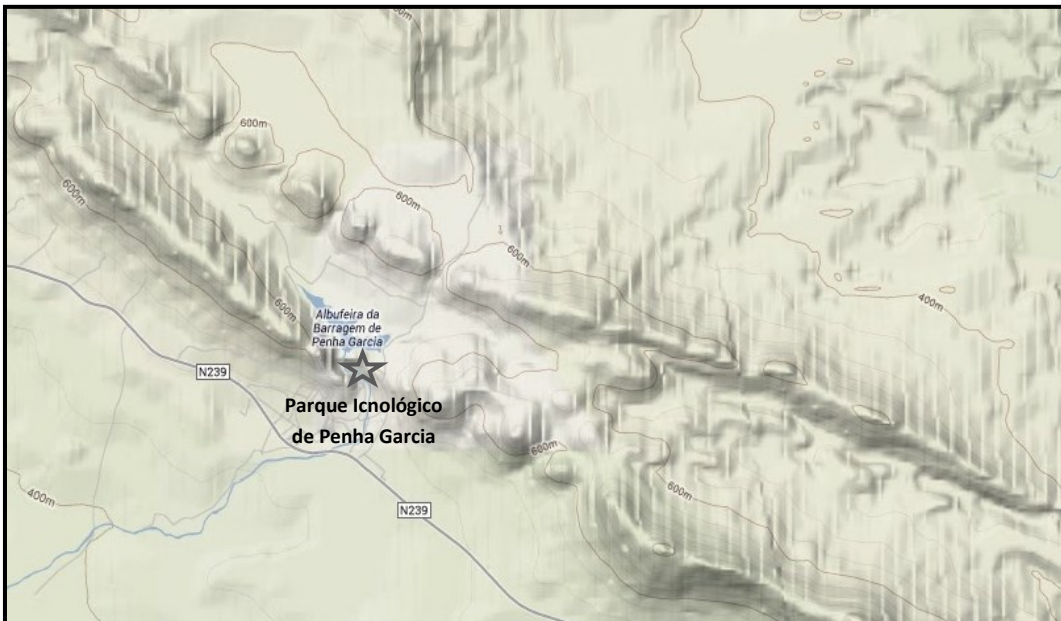 600m
600m
600m
600m
600m
600m
Albufeira da
Barragem de
Penha Garcia
400m
N239
Parque Icnológico
de Penha Garcia
600m
600m
400m
N239